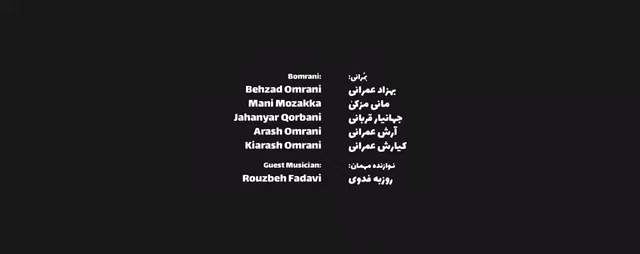 Bomrani: بُمرانی:
Behzad Omrani بهزاد عمرانی
Mani Mozakka مانی مزکیٰ
Jahanyar Qorbani جهانیار قربانی
Arash Omrani آرش عمرانی
Kiarash Omrani کیارش عمرانی
Guest Musician: نوازنده مهمان:
Rouzbeh Fadavi روزبه فدوی